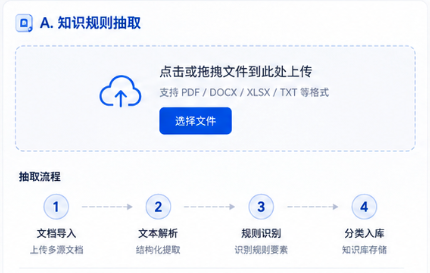 A. 知识规则抽取
点击或拖拽文件到此处上传
支持 PDF / DOCX / XLSX / TXT 等格式
选择文件
抽取流程
1 2 3 4
文档导入 文本解析 规则识别 分类入库
上传多源文档 结构化提取 识别规则要素 知识库存储